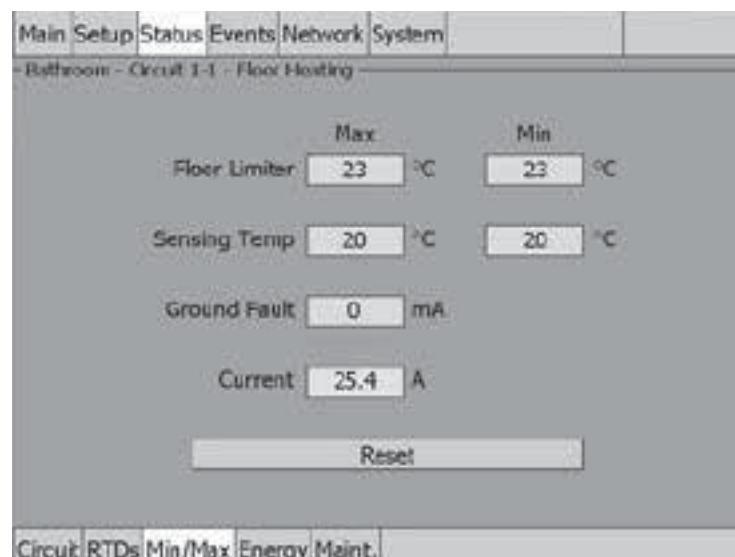 Main Setup Status Events Network System
Bathroom - Circuit 1-1 - Floor Heating
Max Min
Floor Limiter 23 °C 23 °C
Sensing Temp 20 °C 20 °C
Ground Fault 0 mA
Current 25.4 A
Reset
Circuit RTDs Min/Max Energy Maint.